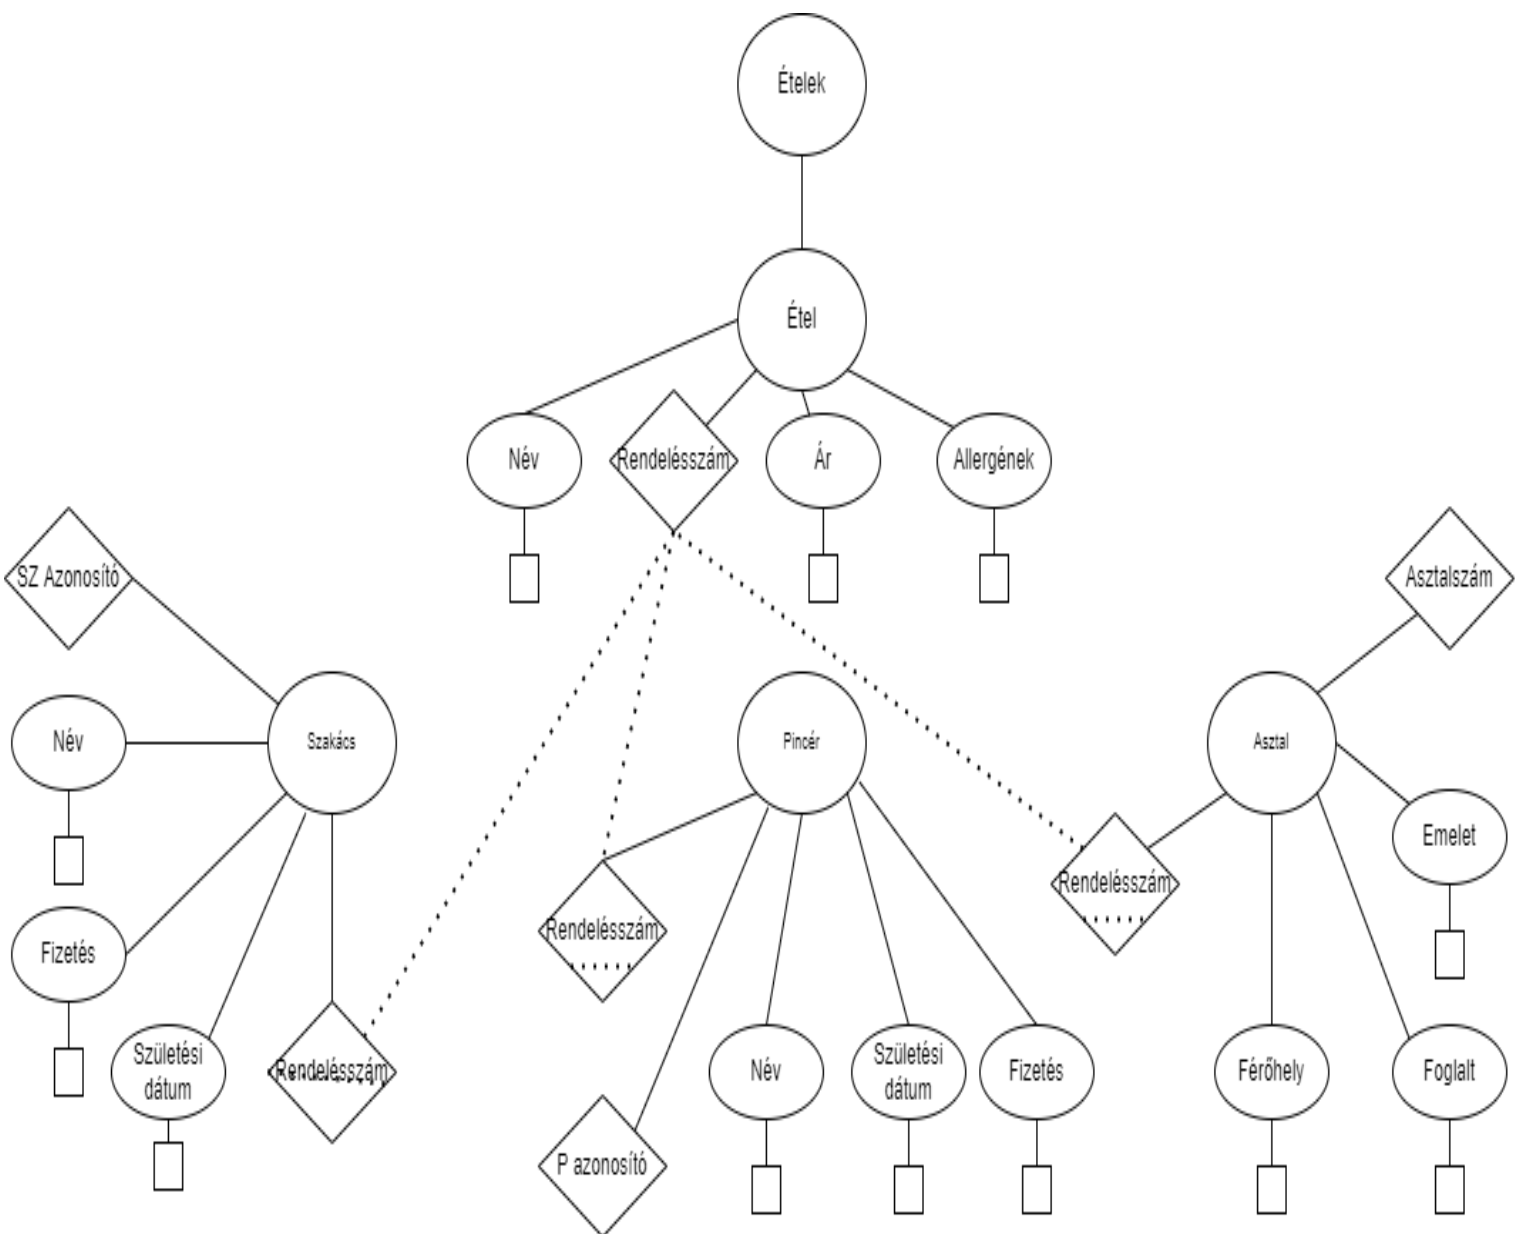 Ételek
Étel
Név
Rendelésszám
Ár
Allergének
SZ Azonosító
Asztalszám
Név
Szakács
Pincér
Asztal
Emelet
Rendelésszám
Rendelésszám
Fizetés
Születési
dátum
Rendelésszám
Név
Születési
dátum
Fizetés
Férőhely
Foglalt
P azonosító